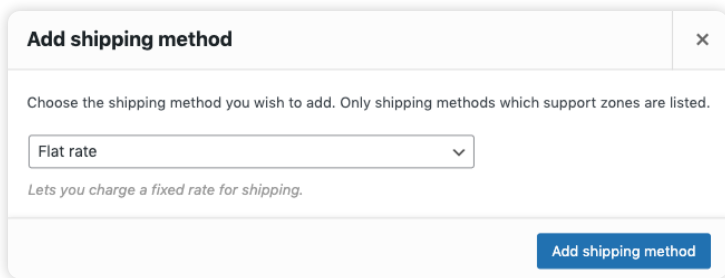 Add shipping method
Choose the shipping method you wish to add. Only shipping methods which support zones are listed.
Flat rate
Lets you charge a fixed rate for shipping.
Add shipping method